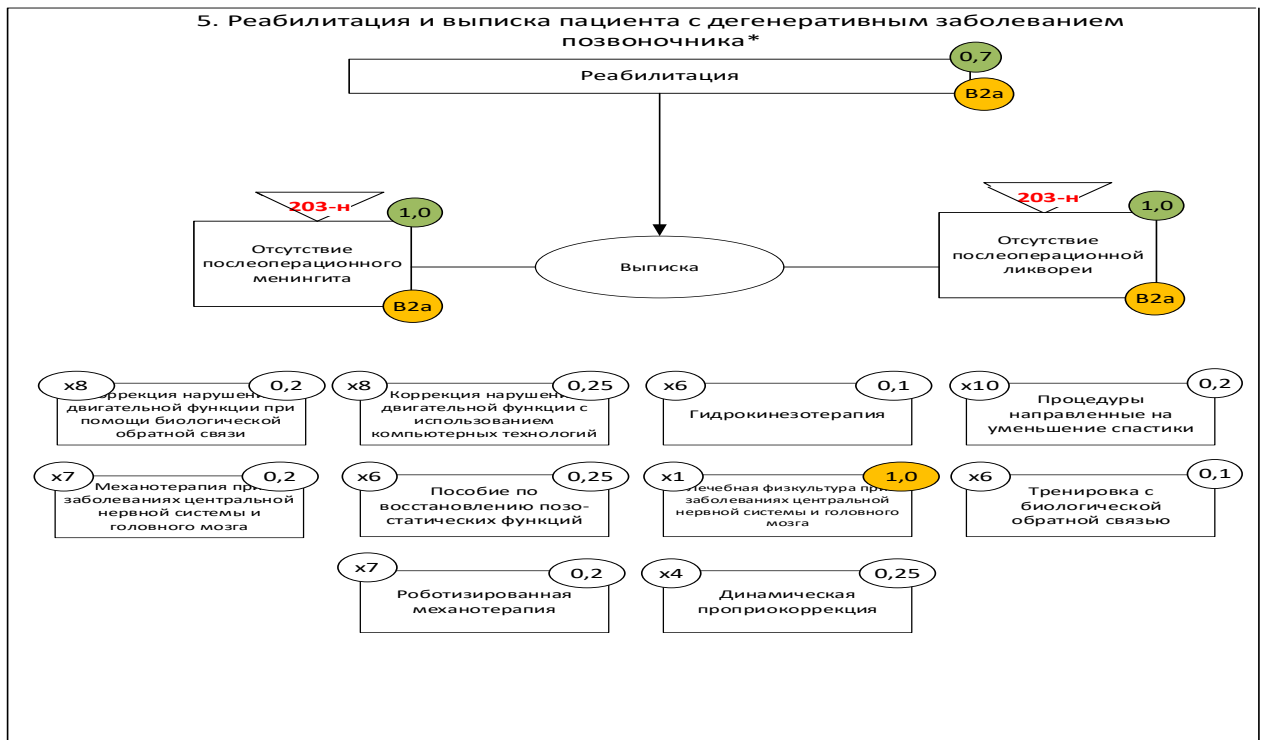 5. Реабилитация и выписка пациента с дегенеративным заболеванием
позвоночника*
0,7
Реабилитация
B2a
203-н
1,0
Отсутствие
послеоперационного
менингита
B2a
Выписка
203-н
1,0
Отсутствие
послеоперационной
ликвореи
B2a
x8
0,2
двигательной функции при
помощи биологической
обратной связи
x8
0,25
Коррекция
двигательной функции с
использованием
компьютерных технологий
x6
0,1
Гидрокинезотерапия
x10
0,2
Процедуры
направленные на
уменьшение спастики
x7
0,2
Механотерапия при
заболеваниях центральной
нервной системы и
головного мозга
x6
0,25
Пособие по
восстановлению позо-
статических функций
x1
1,0
физкультура при
заболеваниях центральной
нервной системы и головного
мозга
x6
0,1
Тренировка с
биологической
обратной связью
x7
0,2
Роботизированная
механотерапия
x4
0,25
Динамическая
проприокоррекция